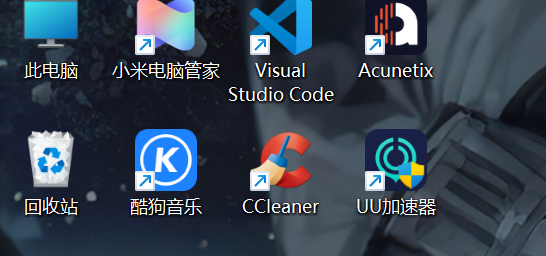 此电脑
小米电脑管家
Visual
Studio Code
Acunetix
回收站
酷狗音乐
CCleaner
UU加速器